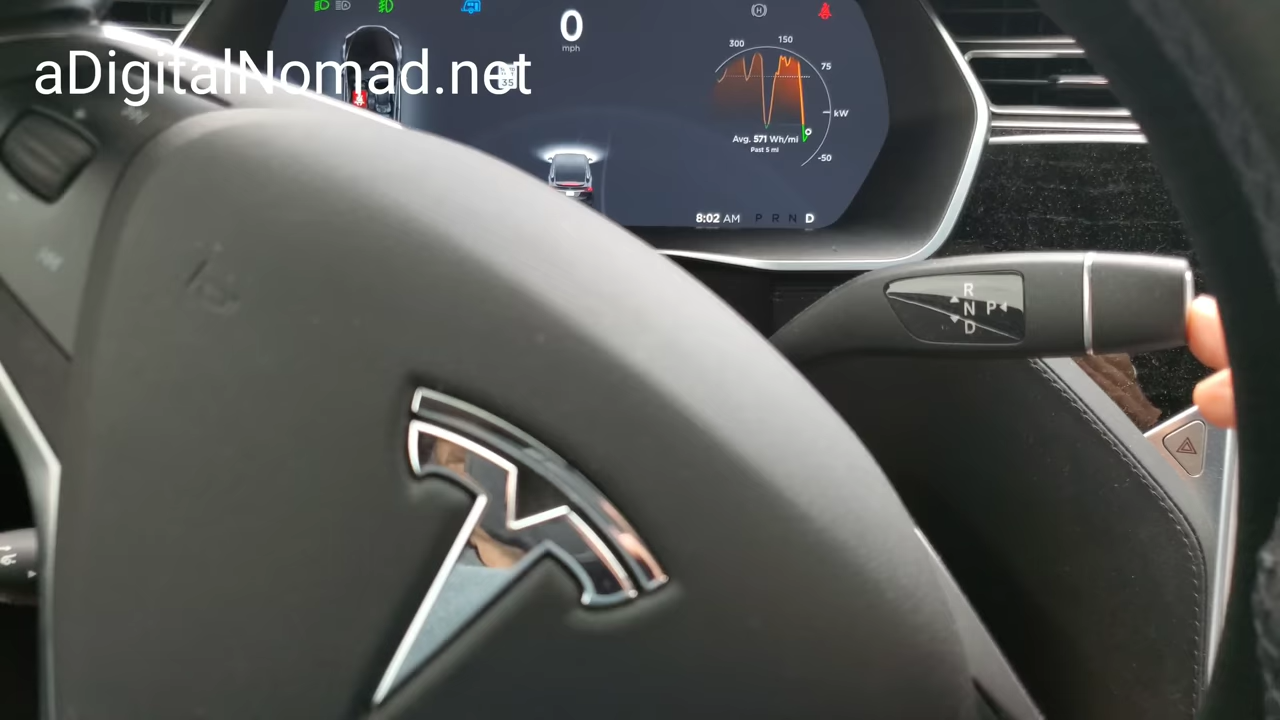 aDigitalNomad.net
0
mph
35
300
150
75
kW
-50
Avg. 571 Wh/mi
Past 5 mi
8:02 AM P R N D
R
N P
D